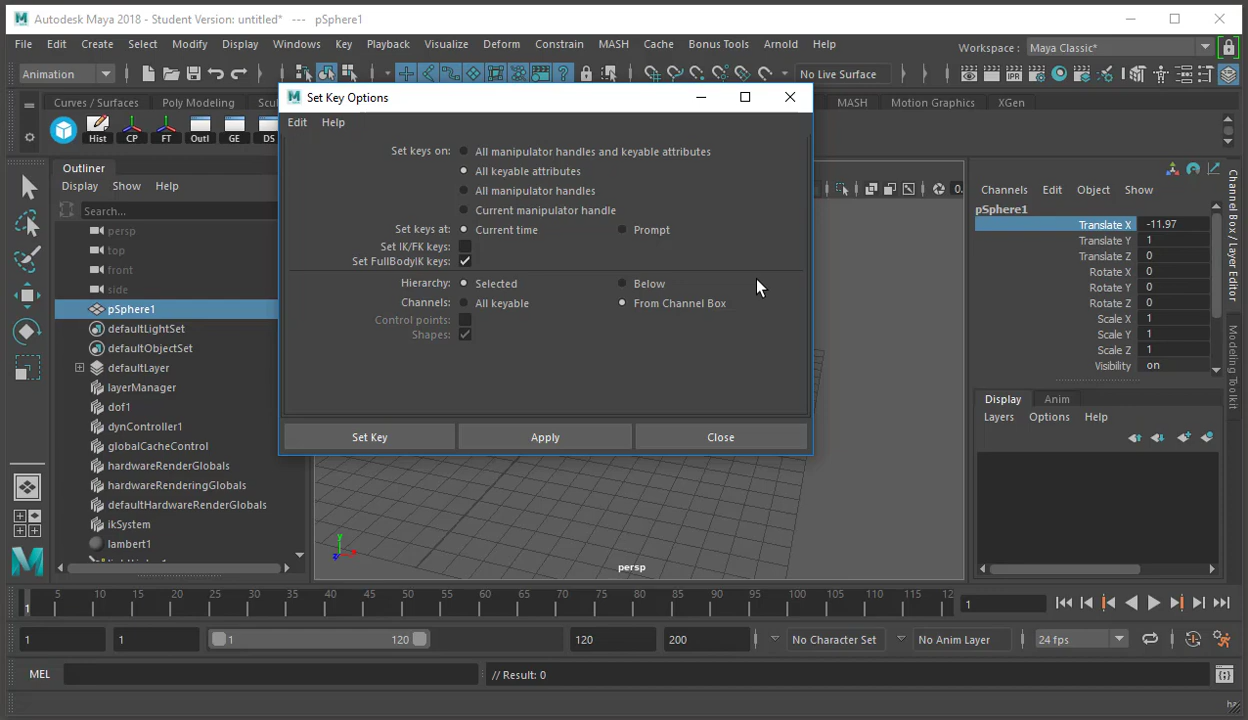 Autodesk Maya 2018 - Student Version: untitled* --- pSphere1
File Edit Create Select Modify Display Windows Key Playback Visualize Deform Constrain MASH Cache Bonus Tools Arnold Help
Workspace : Maya Classic*
Animation
No Live Surface
Curves / Surfaces Poly Modeling Scul
MASH Motion Graphics XGen
Hist CP FT Outl GE DS
IPR
Set Key Options
Edit Help
Set keys on: All manipulator handles and keyable attributes
All keyable attributes
All manipulator handles
Current manipulator handle
Set keys at: Current time Prompt
Set IK/FK keys:
Set FullBodyIK keys:
Hierarchy: Selected Below
Channels: All keyable From Channel Box
Control points:
Shapes:
Set Key Apply Close
Outliner
Display Show Help
Search...
persp
top
front
side
pSphere1
defaultLightSet
defaultObjectSet
defaultLayer
layerManager
dof1
dynController1
globalCacheControl
hardwareRenderGlobals
hardwareRenderingGlobals
defaultHardwareRenderGlobals
ikSystem
lambert1
0.
y
z
persp
Channels Edit Object Show
pSphere1
Translate X -11.97
Translate Y 1
Translate Z 0
Rotate X 0
Rotate Y 0
Rotate Z 0
Scale X 1
Scale Y 1
Scale Z 1
Visibility on
Display Anim
Layers Options Help
Channel Box / Layer Editor
Modeling Toolkit
1 5 10 15 20 25 30 35 40 45 50 55 60 65 70 75 80 85 90 95 100 105 110 115 12
1
1 1 1 120 120 200 No Character Set No Anim Layer 24 fps
MEL // Result: 0